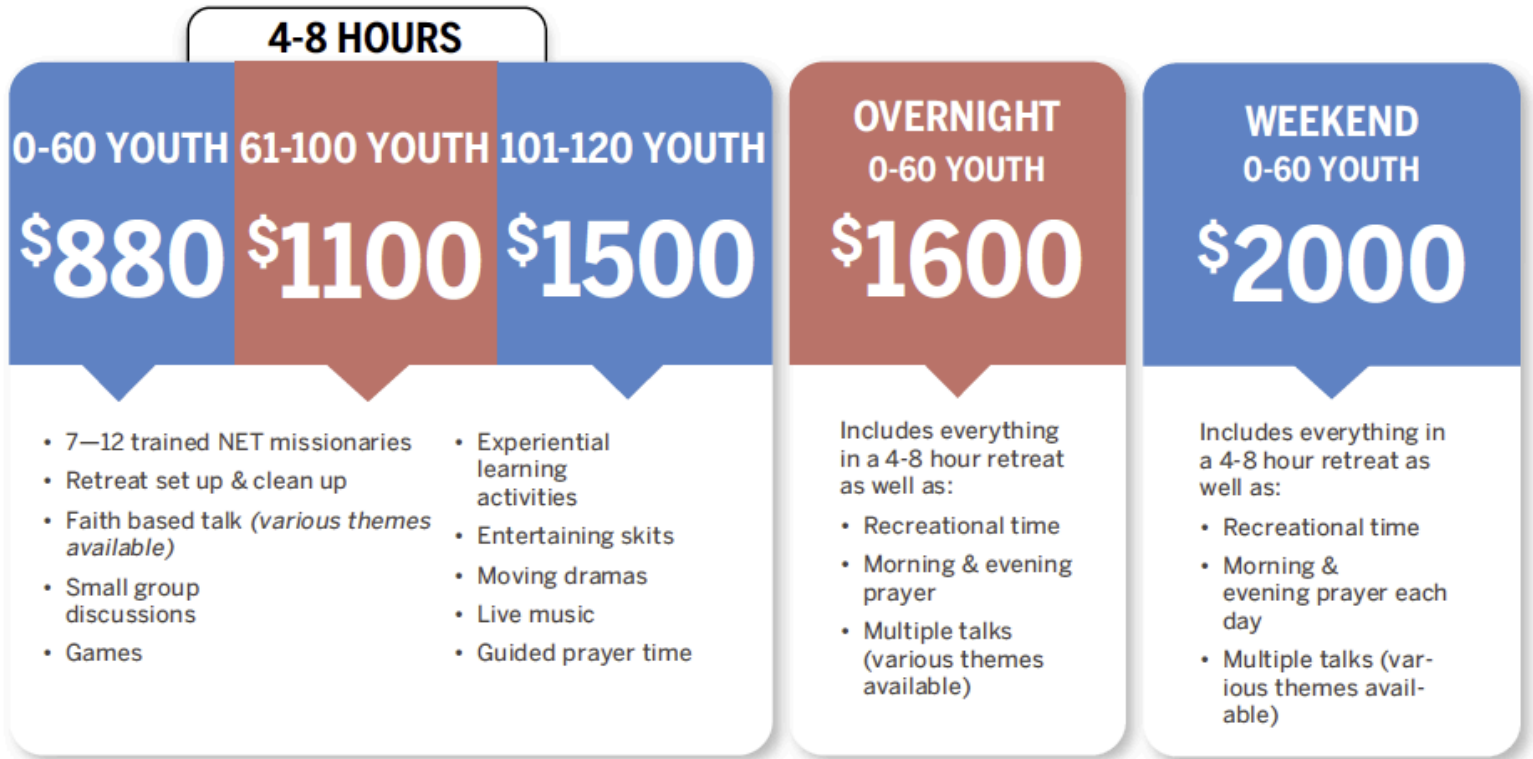 4-8 HOURS
0-60 YOUTH
$880
61-100 YOUTH
$1100
101-120 YOUTH
$1500
• 7—12 trained NET missionaries
• Retreat set up & clean up
• Faith based talk (various themes
available)
• Small group
discussions
• Games
• Experiential
learning
activities
• Entertaining skits
• Moving dramas
• Live music
• Guided prayer time
OVERNIGHT
0-60 YOUTH
$1600
Includes everything
in a 4-8 hour retreat
as well as:
• Recreational time
• Morning & evening
prayer
• Multiple talks
(various themes
available)
WEEKEND
0-60 YOUTH
$2000
Includes everything in
a 4-8 hour retreat as
well as:
• Recreational time
• Morning &
evening prayer each
day
• Multiple talks (var-
ious themes avail-
able)